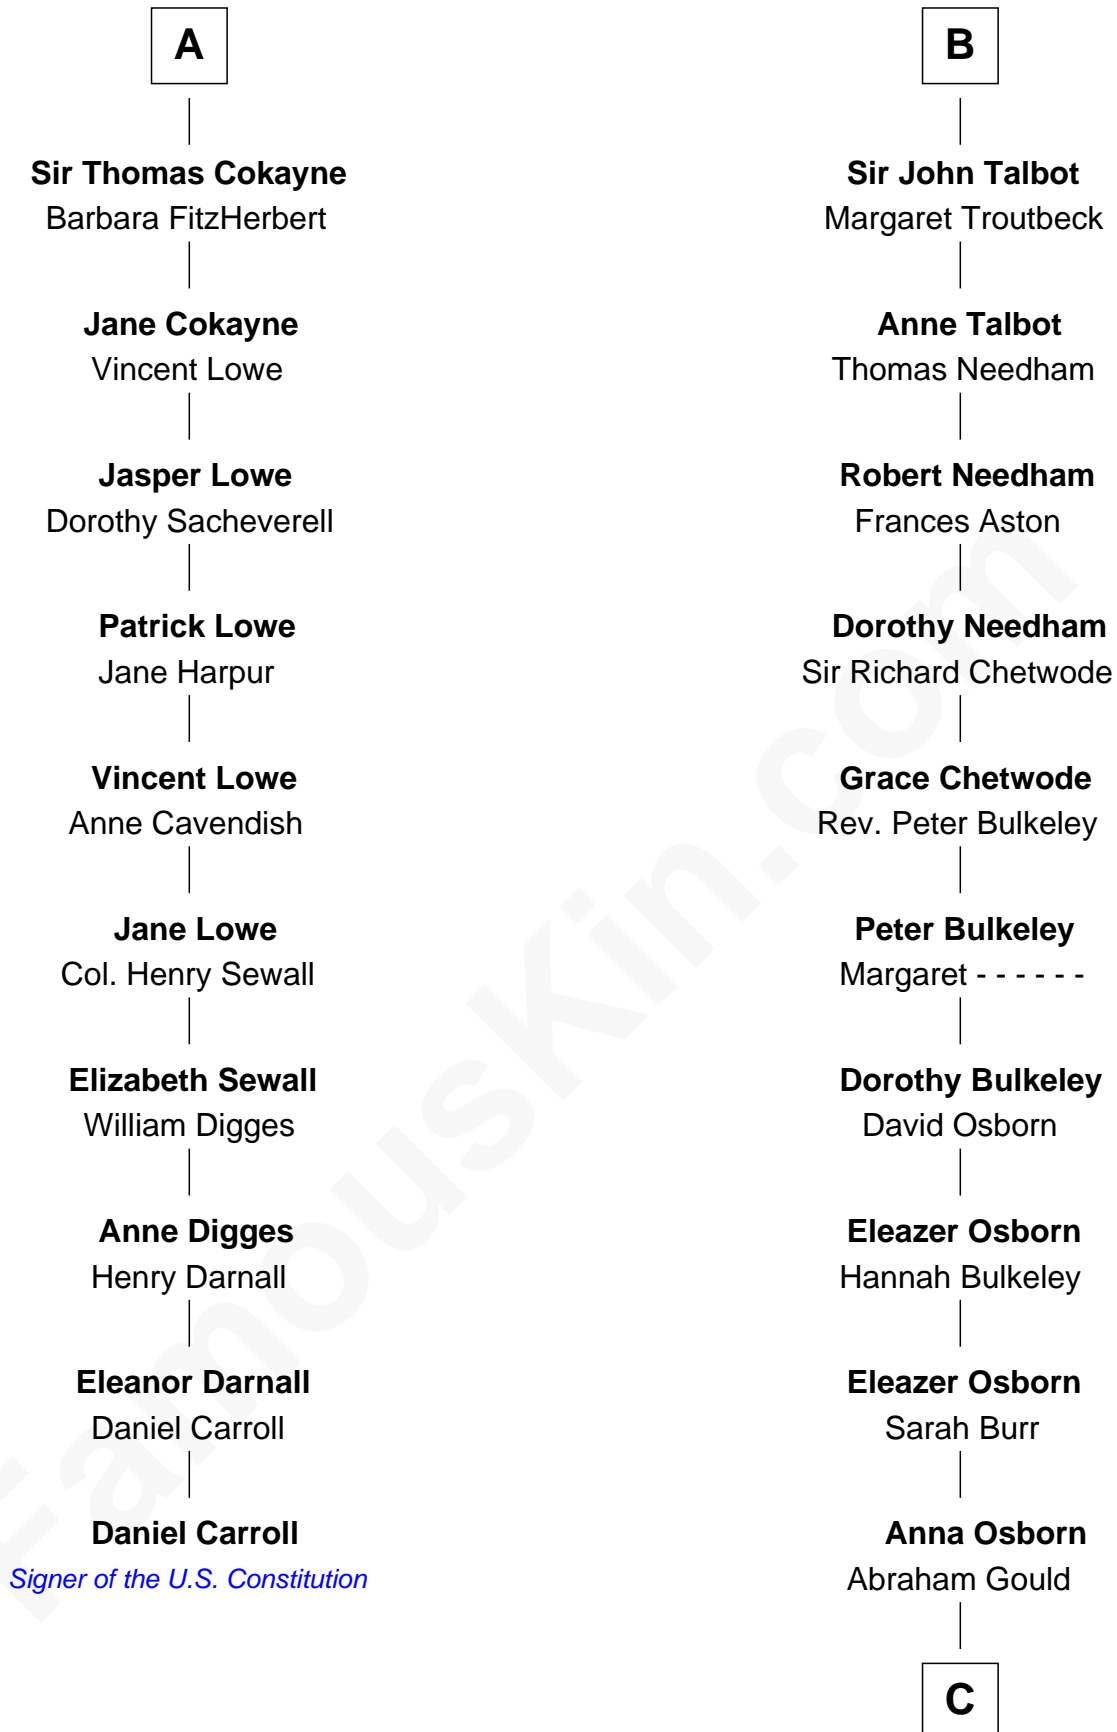 A
Sir Thomas Cokayne
Barbara FitzHerbert
Jane Cokayne
Vincent Lowe
Jasper Lowe
Dorothy Sacheverell
Patrick Lowe
Jane Harpur
Vincent Lowe
Anne Cavendish
Jane Lowe
Col. Henry Sewall
Elizabeth Sewall
William Digges
Anne Digges
Henry Darnall
Eleanor Darnall
Daniel Carroll
Daniel Carroll
Signer of the U.S. Constitution
B
Sir John Talbot
Margaret Troutbeck
Anne Talbot
Thomas Needham
Robert Needham
Frances Aston
Dorothy Needham
Sir Richard Chetwode
Grace Chetwode
Rev. Peter Bulkeley
Peter Bulkeley
Margaret - - - - - -
Dorothy Bulkeley
David Osborn
Eleazer Osborn
Hannah Bulkeley
Eleazer Osborn
Sarah Burr
Anna Osborn
Abraham Gould
C
FamousKin.com